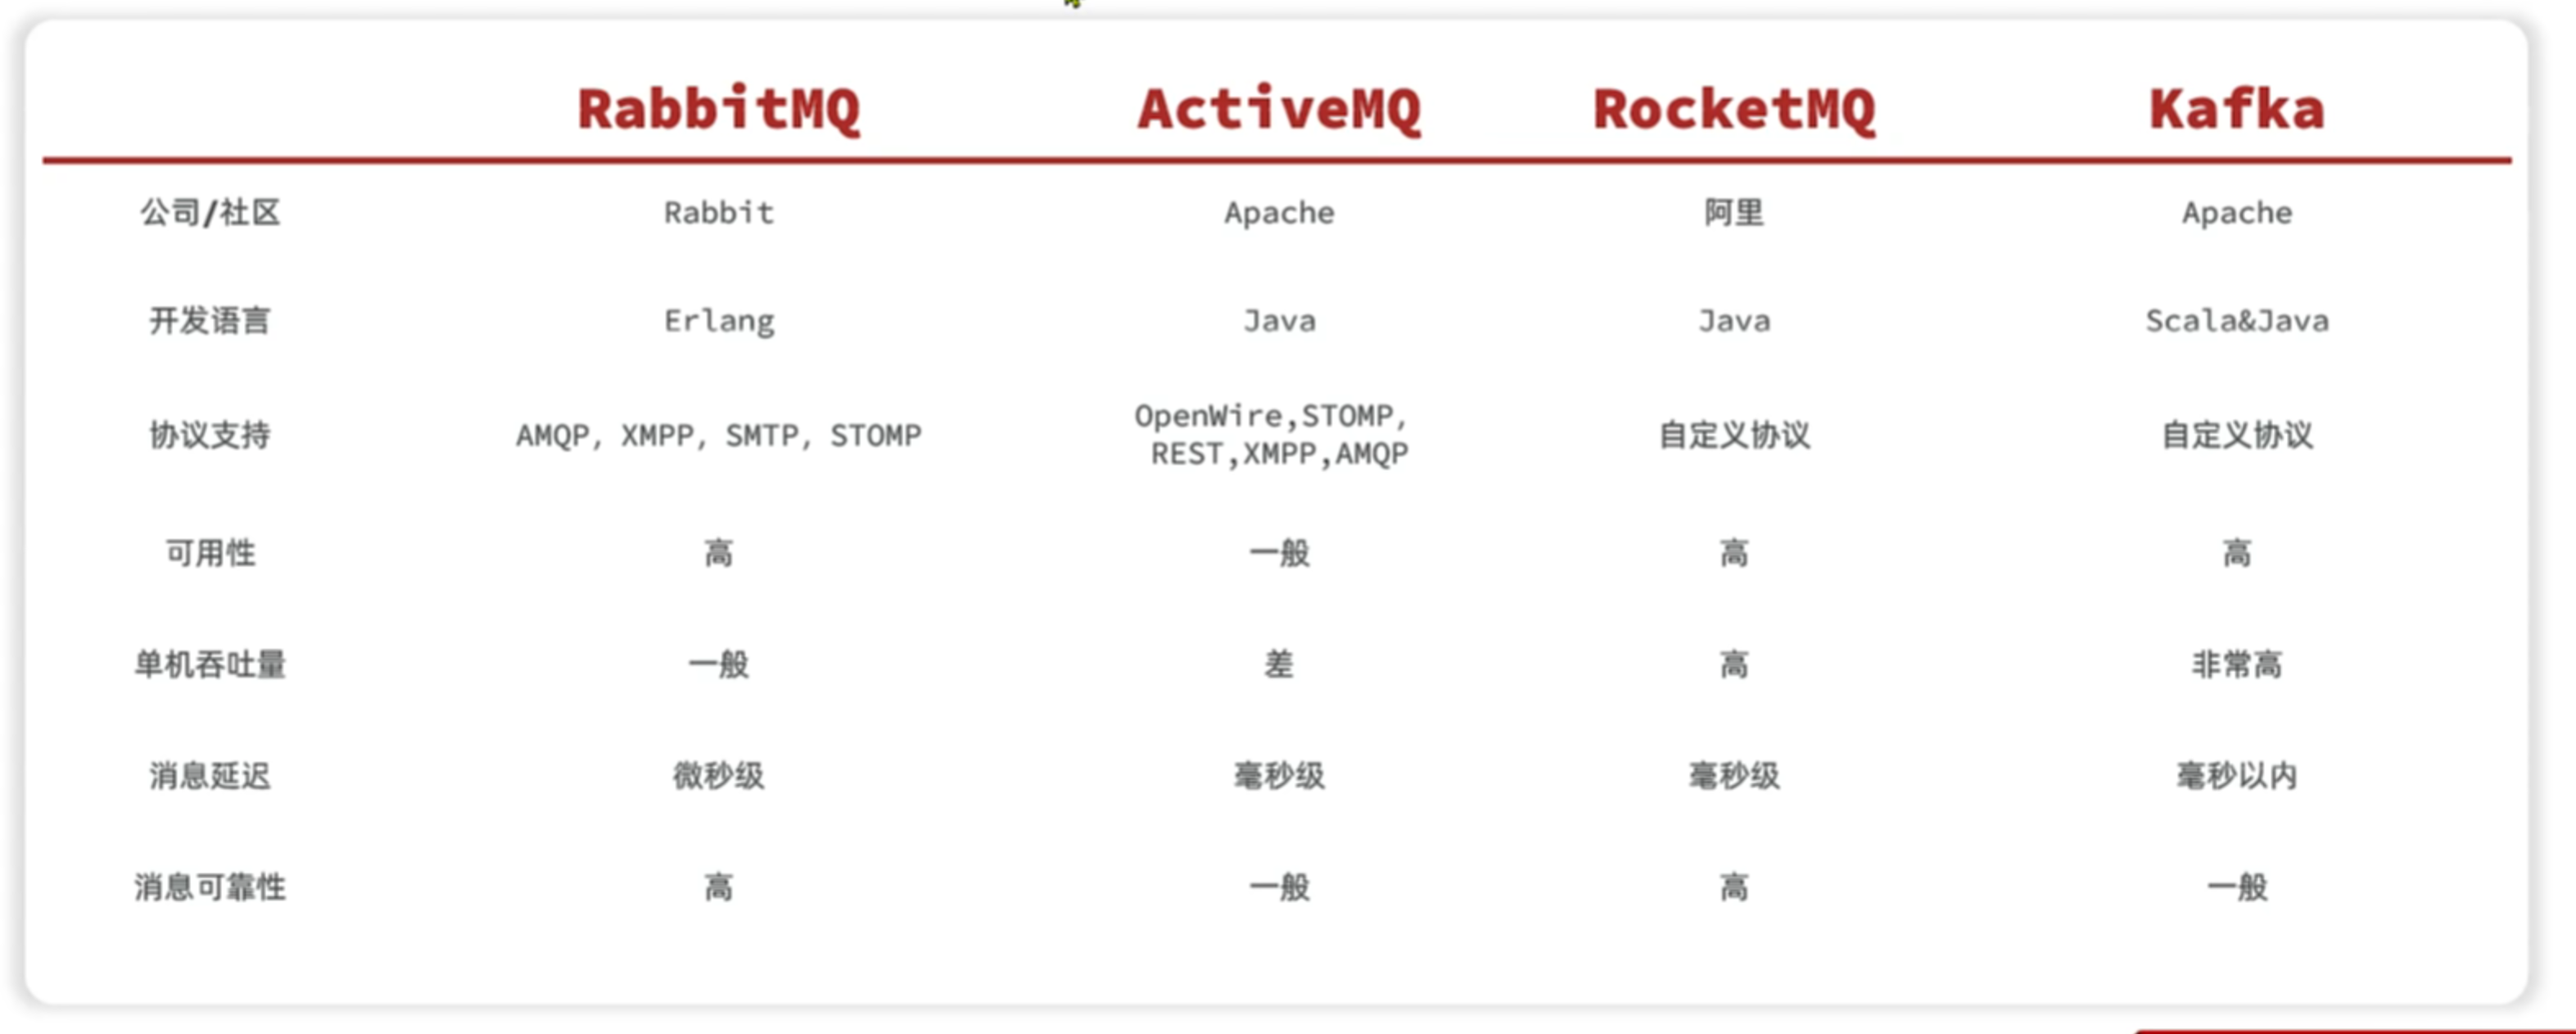 RabbitMQ ActiveMQ RocketMQ Kafka
公司/社区 Rabbit Apache 阿里 Apache
开发语言 Erlang Java Java Scala&Java
协议支持 AMQP, XMPP, SMTP, STOMP OpenWire,STOMP, REST,XMPP,AMQP 自定义协议 自定义协议
可用性 高 一般 高 高
单机吞吐量 一般 差 高 非常高
消息延迟 微秒级 毫秒级 毫秒级 毫秒以内
消息可靠性 高 一般 高 一般